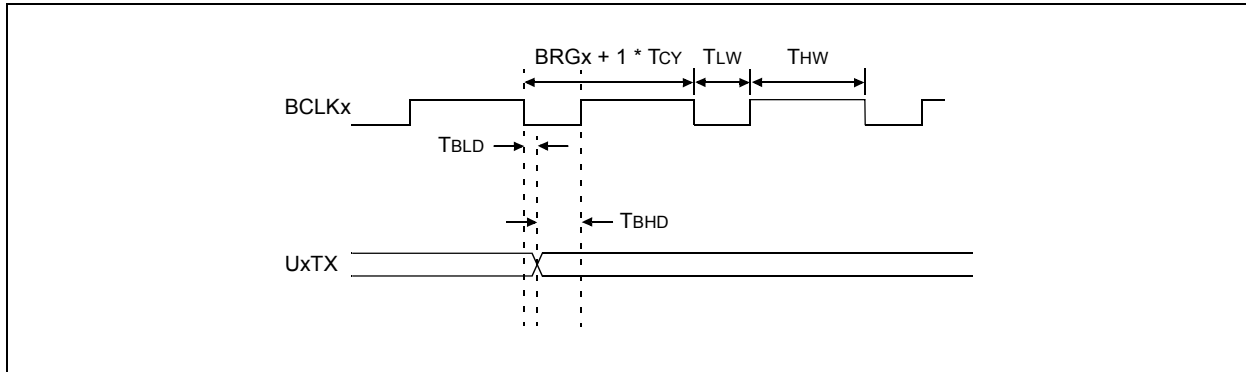 BRGx + 1 * TCY TLW THW
BCLKx
TBLD
TBHD
UxTX